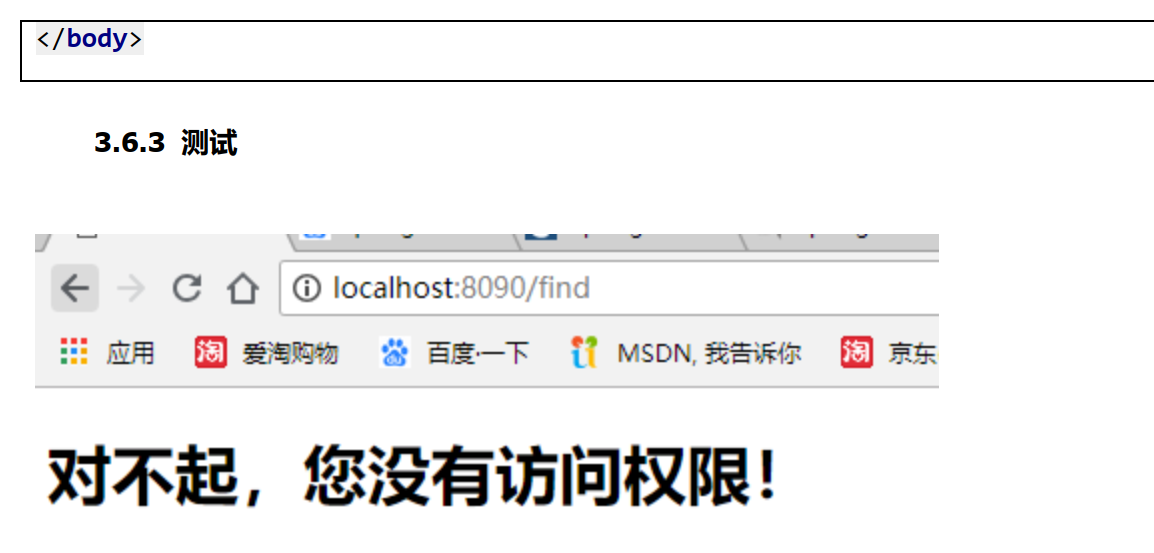 </body>
3.6.3 测试
localhost:8090/find
应用 爱淘购物 百度一下 MSDN, 我告诉你 京东
对不起，您没有访问权限！